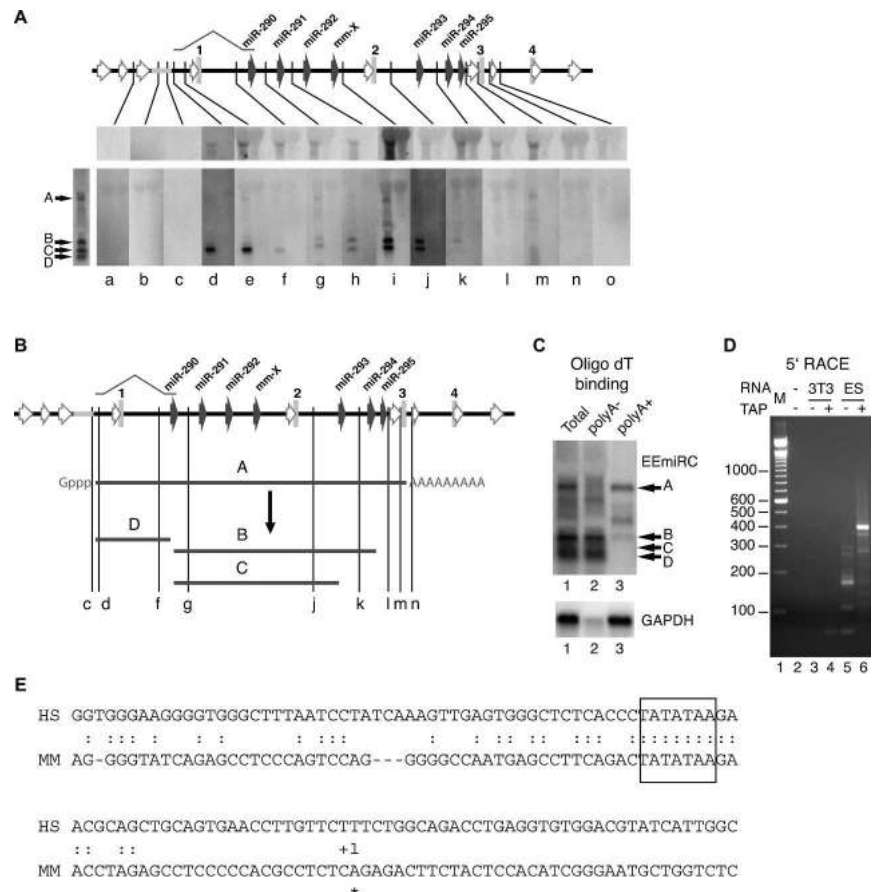 A
miR-290
miR-291
miR-292
mm-X
miR-293
miR-294
miR-295
1
2
3
4
A
B
C
D
a b c d e f g h i j k l m n o
B
miR-290
miR-291
miR-292
mm-X
miR-293
miR-294
miR-295
1
2
3
4
A
Gppp
AAAAAAAAA
D
B
C
c d f g j k l m n
C
Oligo dT
binding
Total
polyA-
polyA+
EEmiRC
A
B
C
D
1 2 3
GAPDH
1 2 3
D
5' RACE
RNA - 3T3 ES
M
TAP - - + - +
1000
600
500
400
300
200
100
1 2 3 4 5 6
E
HS GGTGGGAAGGGGTGGGCTTTAATCCTATCAAAGTTGAGTGGGCTCTCACCCTATATAAGA
MM AG-GGGTATCAGAGCCTCCCAGTCCAG---GGGGCCAATGAGCCTTCAGACTATATAAGA
HS ACGCAGCTGCAGTGAACCTTGTTCTTTCTGGCAGACCTGAGGTGTGGACGTATCATTGGC
+1
MM ACCTAGAGCCTCCCCCACGCCTCTCAGAGACTTCTACTCCACATCGGGAATGCTGGTCTC
*